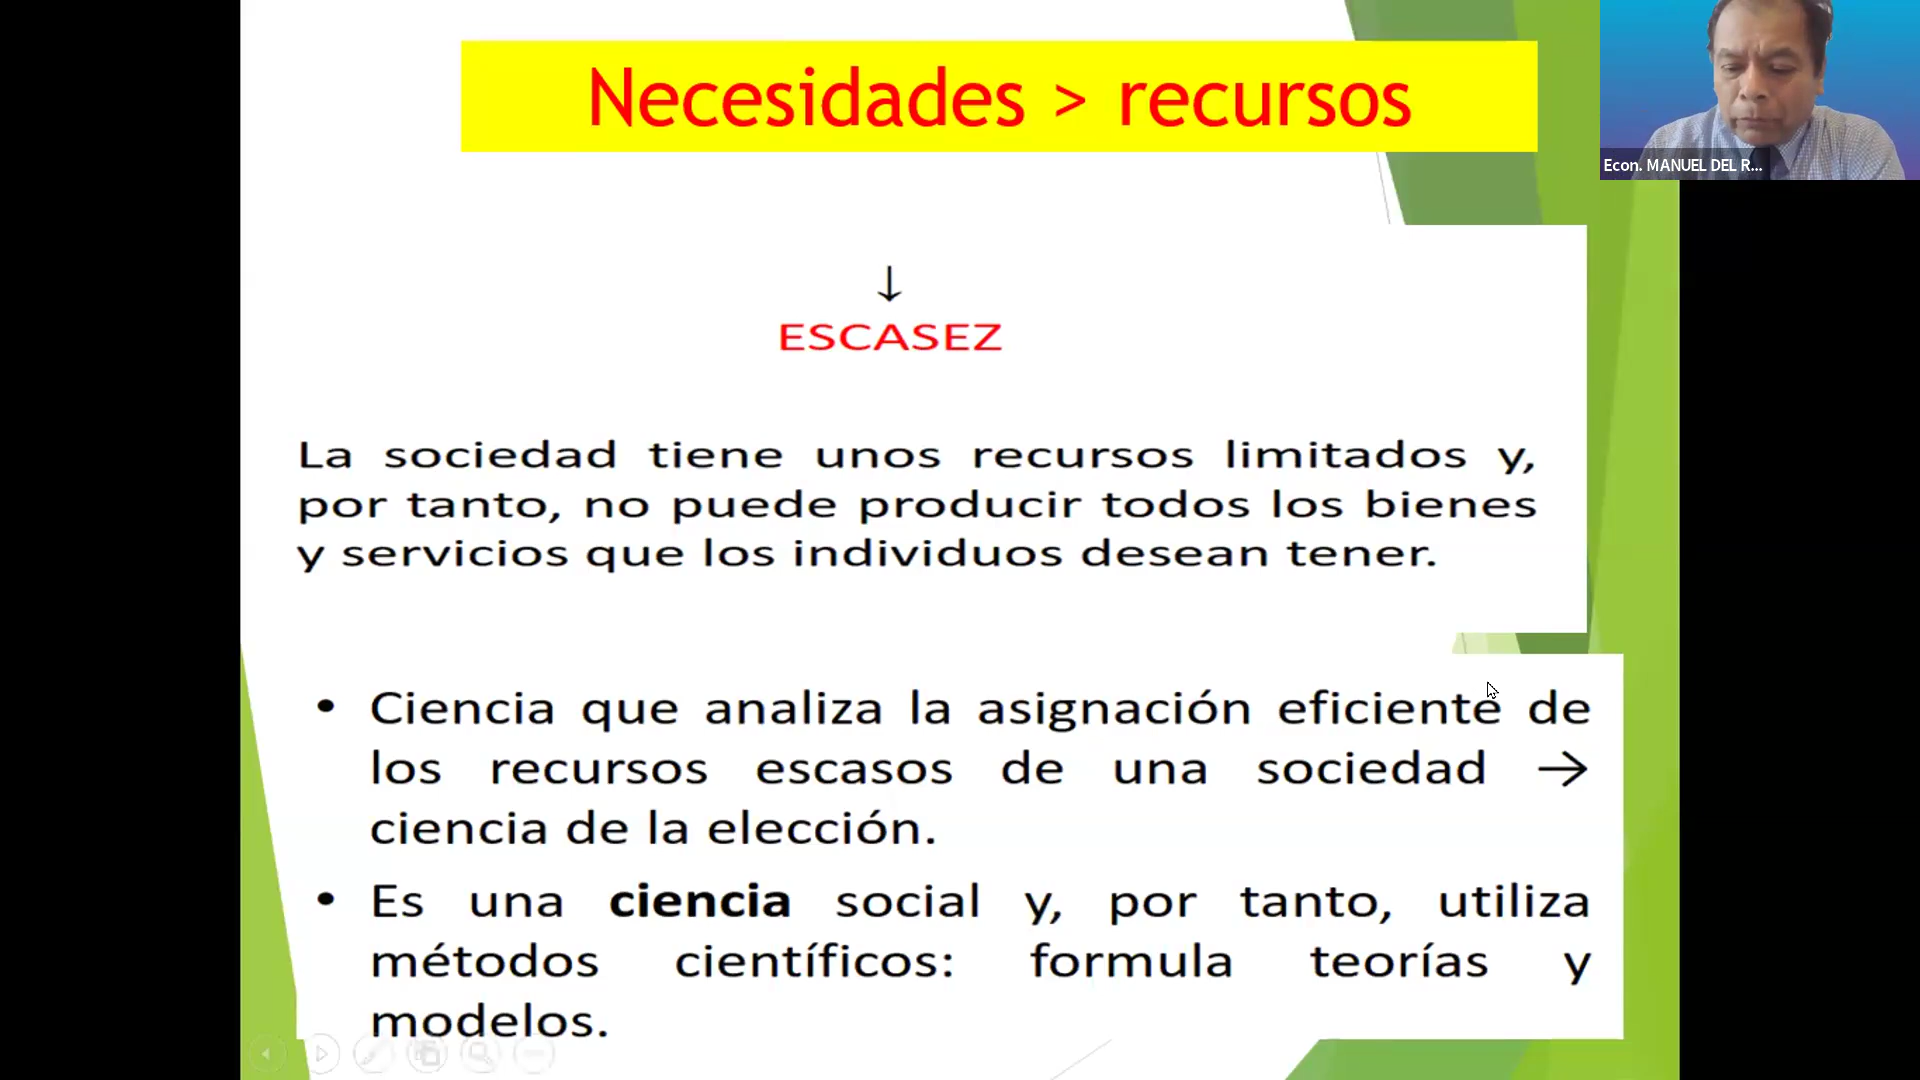 Necesidades > recursos
Econ. MANUEL DEL R...
↓
ESCASEZ
La sociedad tiene unos recursos limitados y,
por tanto, no puede producir todos los bienes
y servicios que los individuos desean tener.
• Ciencia que analiza la asignación eficiente de
los recursos escasos de una sociedad →
ciencia de la elección.
• Es una ciencia social y, por tanto, utiliza
métodos científicos: formula teorías y
modelos.